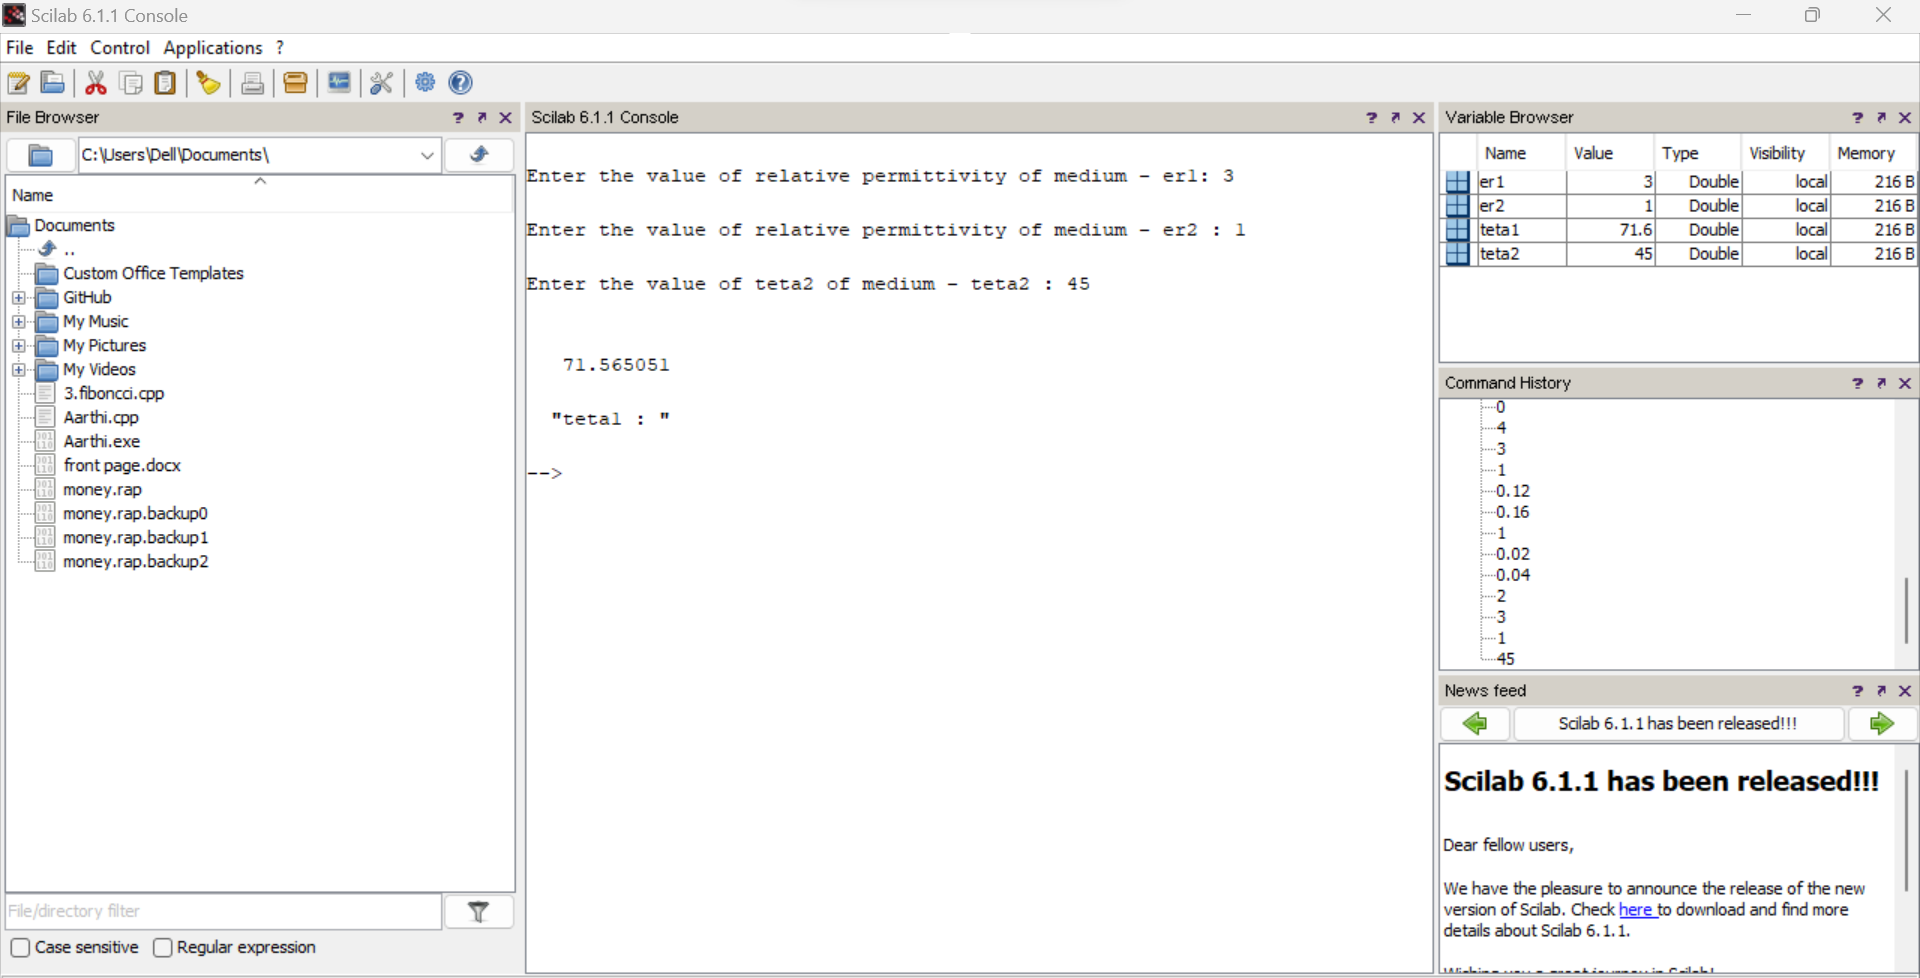 Scilab 6.1.1 Console
File Edit Control Applications ?
File Browser
C:\Users\Dell\Documents\
Name
Documents
..
Custom Office Templates
GitHub
My Music
My Pictures
My Videos
3.fiboncci.cpp
Aarthi.cpp
Aarthi.exe
front page.docx
money.rap
money.rap.backup0
money.rap.backup1
money.rap.backup2
File/directory filter
Case sensitive Regular expression
Scilab 6.1.1 Console
Enter the value of relative permittivity of medium - er1: 3
Enter the value of relative permittivity of medium - er2 : 1
Enter the value of teta2 of medium - teta2 : 45
71.565051
"teta1 : "
-->
Variable Browser
Name Value Type Visibility Memory
er1 3 Double local 216 B
er2 1 Double local 216 B
teta1 71.6 Double local 216 B
teta2 45 Double local 216 B
Command History
0
4
3
1
0.12
0.16
1
0.02
0.04
2
3
1
45
News feed
Scilab 6.1.1 has been released!!!
Scilab 6.1.1 has been released!!!
Dear fellow users,
We have the pleasure to announce the release of the new
version of Scilab. Check here to download and find more
details about Scilab 6.1.1.